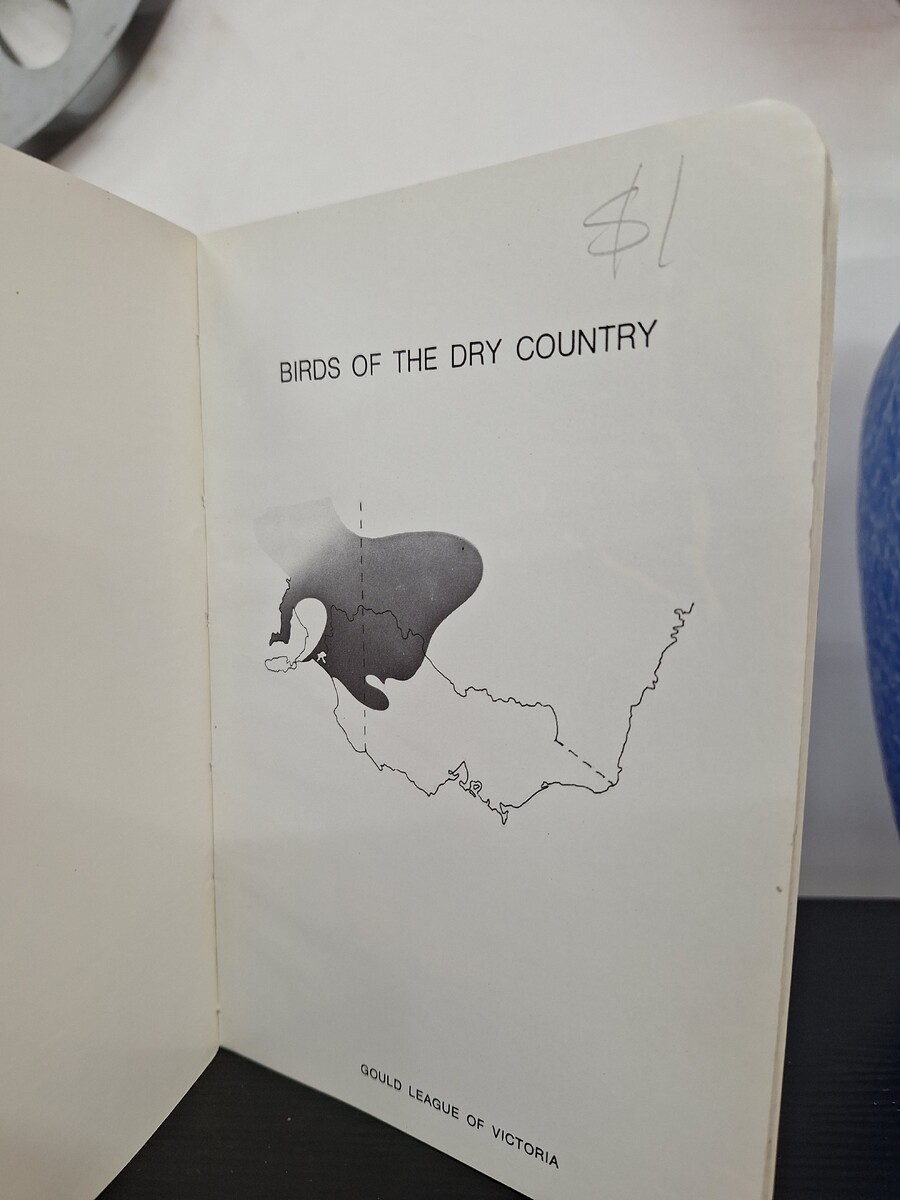 $1
BIRDS OF THE DRY COUNTRY
GOULD LEAGUE OF VICTORIA